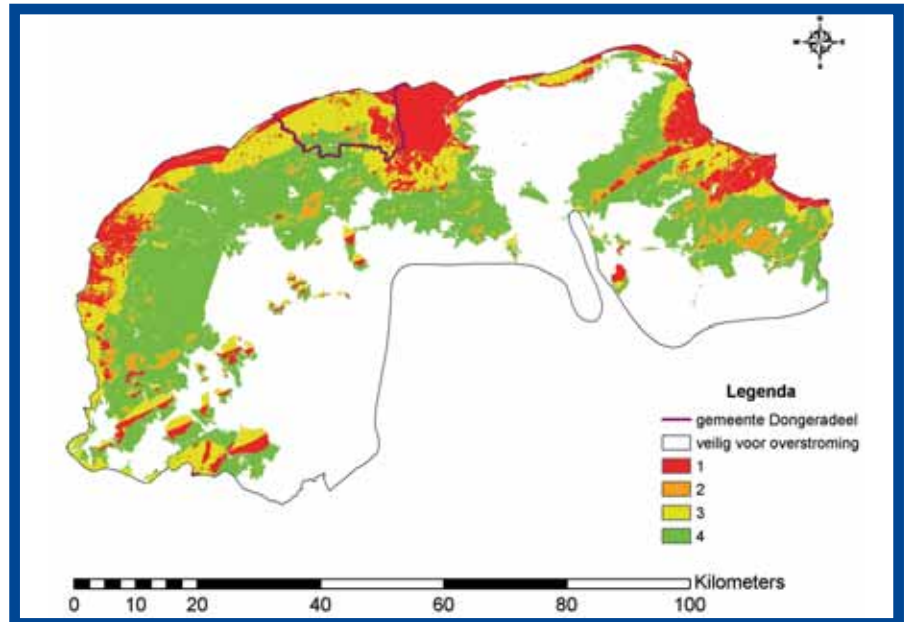 Legenda
gemeente Dongeradeel
veilig voor overstroming
1
2
3
4
Kilometers
0 10 20 40 60 80 100